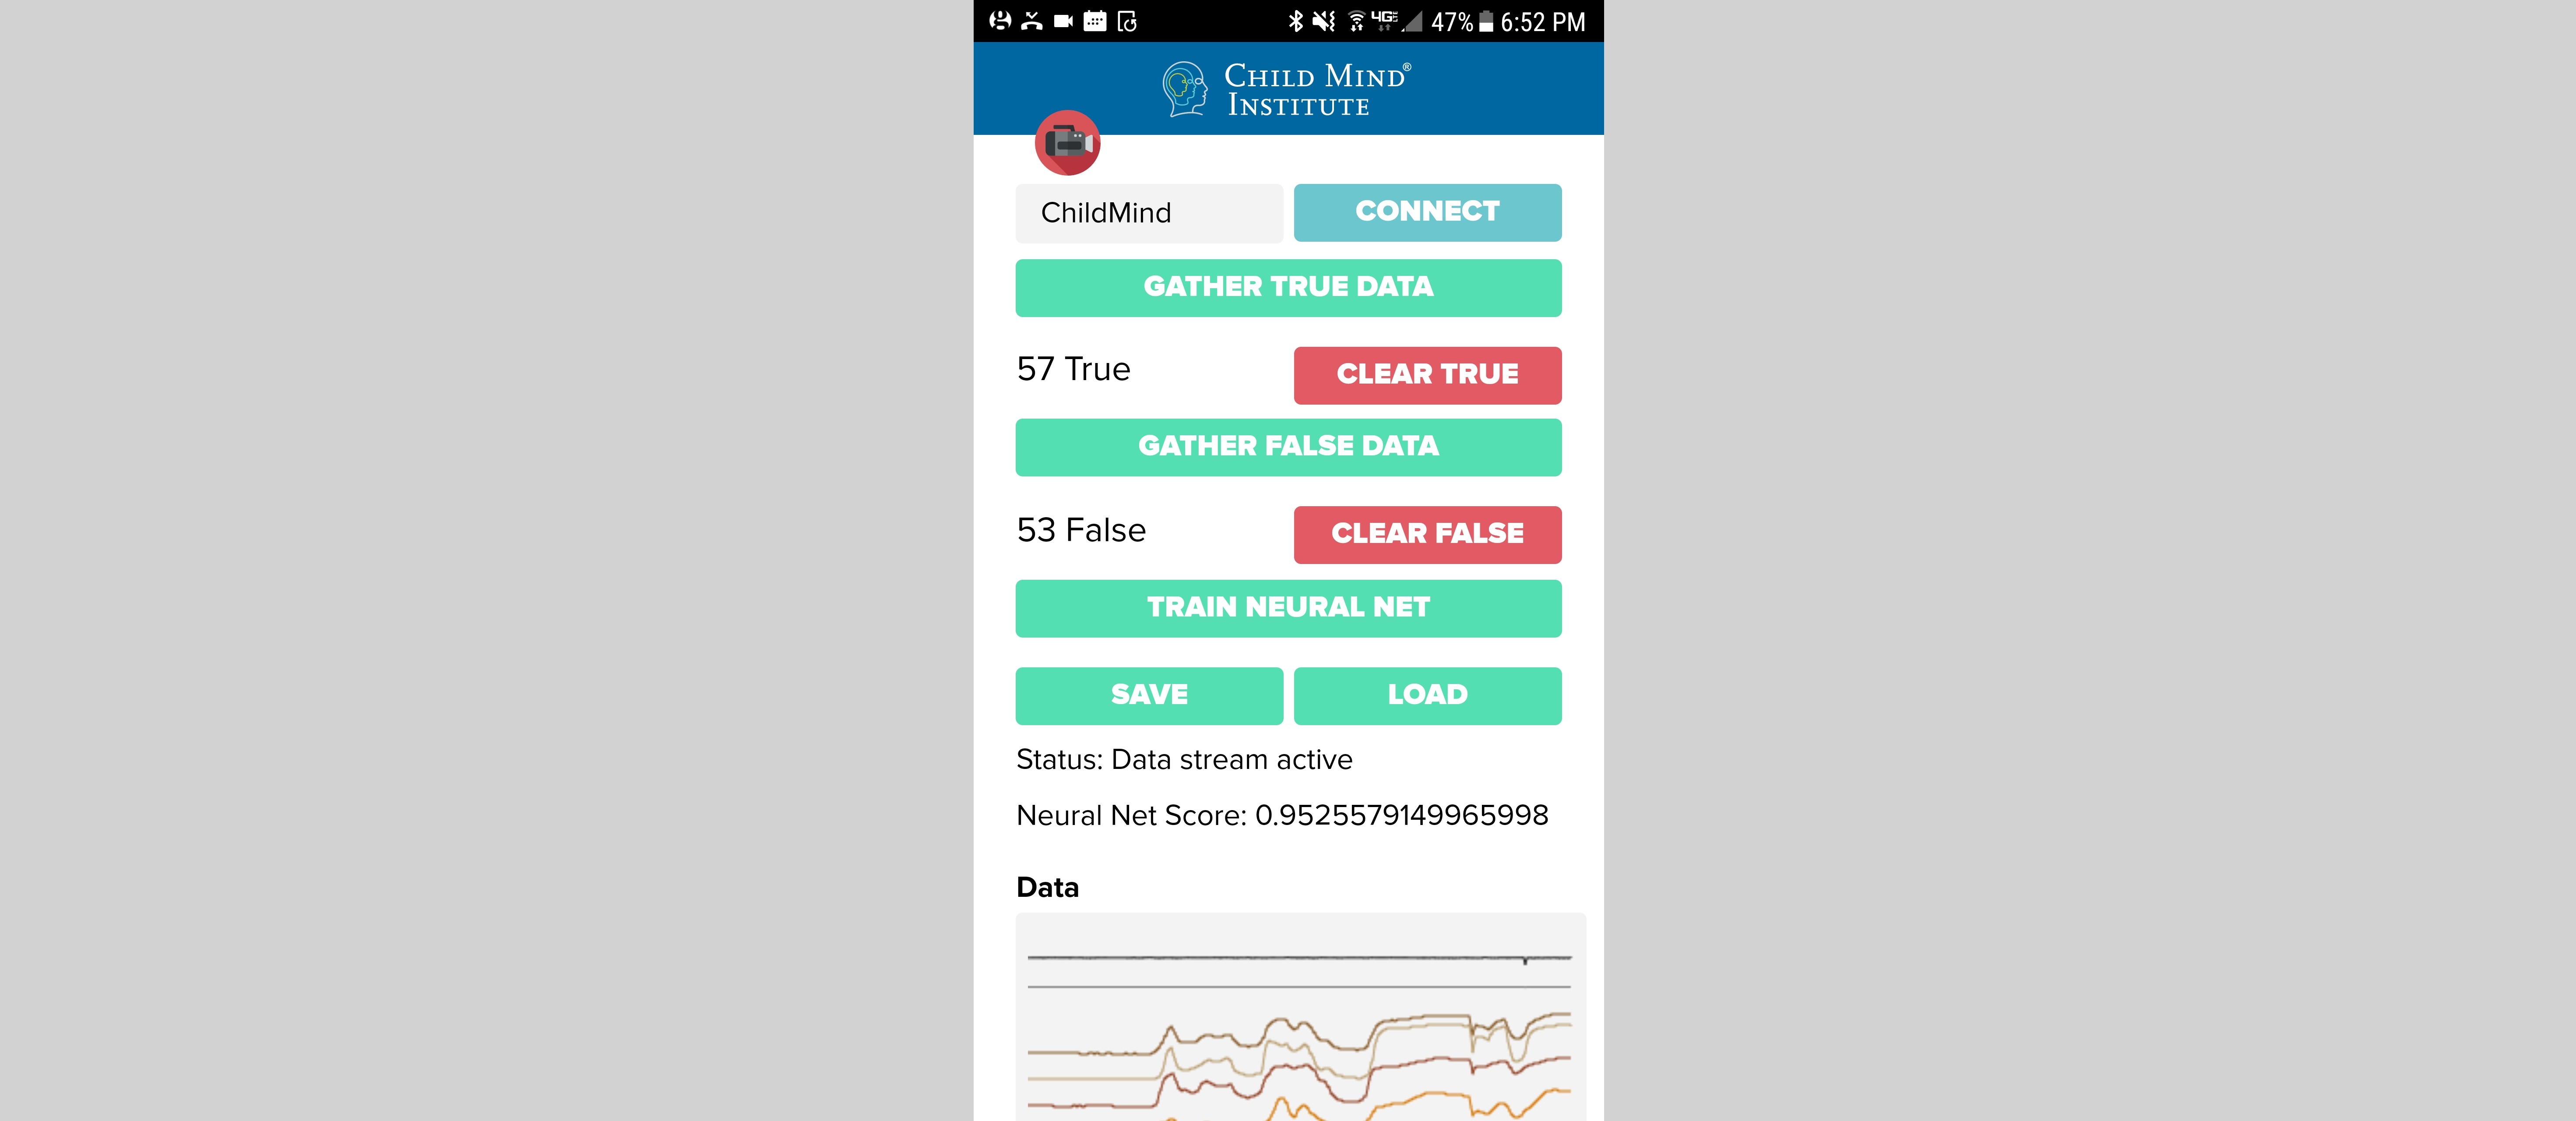 4G 47% 6:52 PM
CHILD MIND®
INSTITUTE
ChildMind
CONNECT
GATHER TRUE DATA
57 True
CLEAR TRUE
GATHER FALSE DATA
53 False
CLEAR FALSE
TRAIN NEURAL NET
SAVE
LOAD
Status: Data stream active
Neural Net Score: 0.9525579149965998
Data